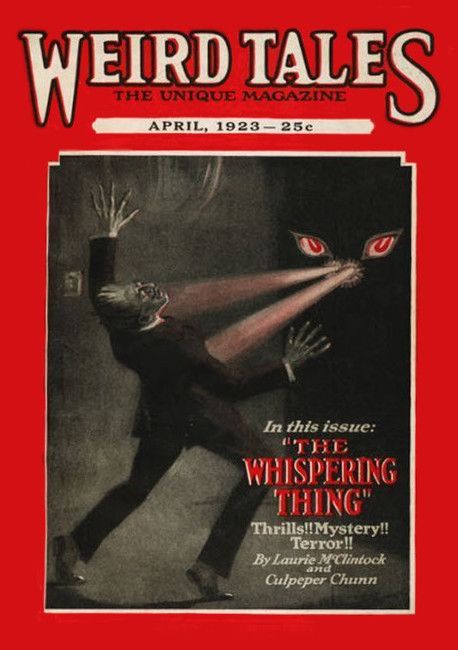 WEIRD TALES
THE UNIQUE MAGAZINE
APRIL, 1923 — 25c
In this issue:
"THE
WHISPERING
THING"
Thrills!! Mystery!!
Terror!!
By Laurie McClintock
and
Culpeper Chunn